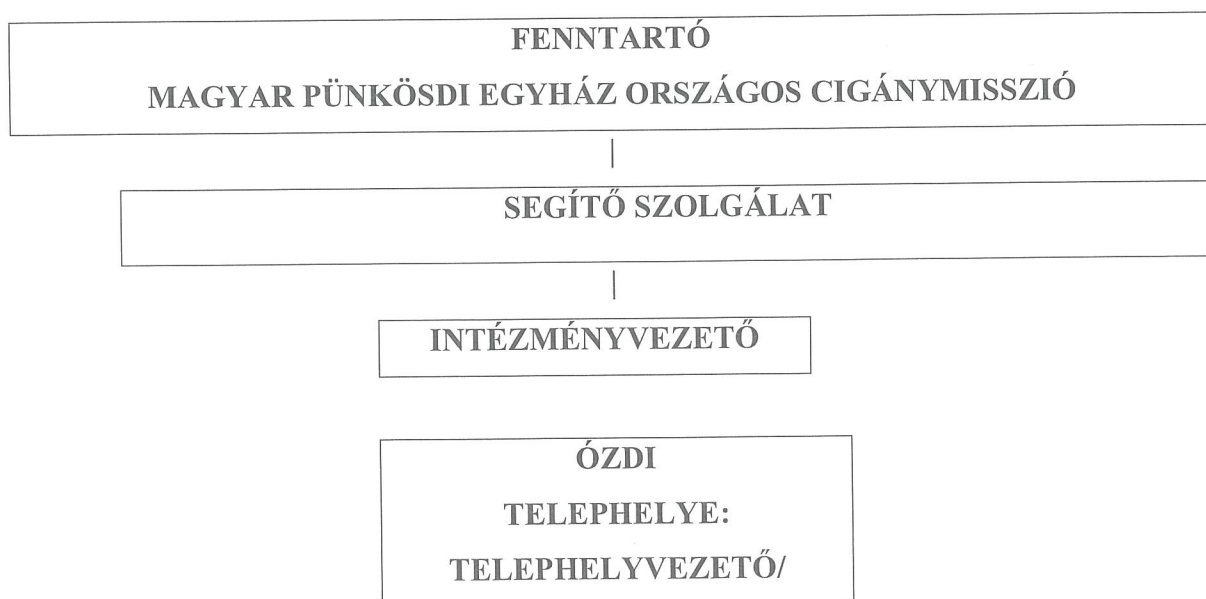 FENNTARTÓ
MAGYAR PÜNKÖSDI EGYHÁZ ORSZÁGOS CIGÁNYMISSZIÓ
SEGÍTŐ SZOLGÁLAT
INTÉZMÉNYVEZETŐ
ÓZDI
TELEPHELYE:
TELEPHELYVEZETŐ/